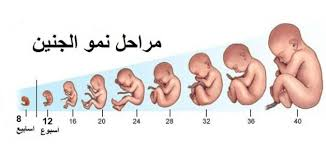 مراحل نمو الجنين
8 12 16 20 24 28 32 36 40
اسابيع اسبوع